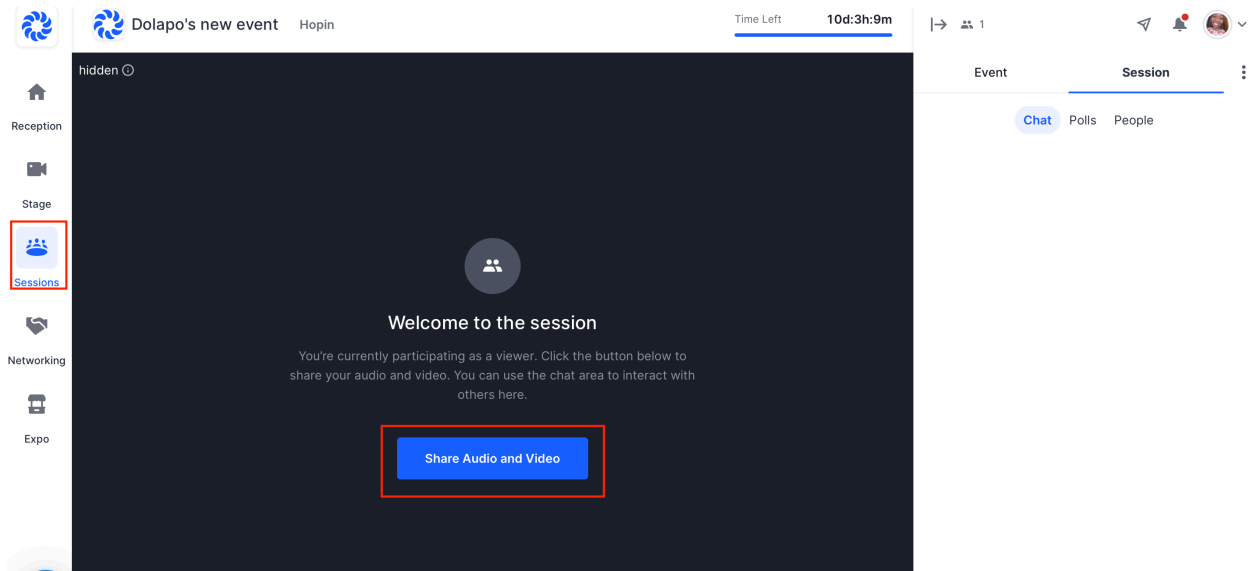 Dolapo's new event Hopin
Time Left 10d:3h:9m
1
hidden
Event Session
Chat Polls People
Reception
Stage
Sessions
Networking
Expo
Welcome to the session
You're currently participating as a viewer. Click the button below to
share your audio and video. You can use the chat area to interact with
others here.
Share Audio and Video